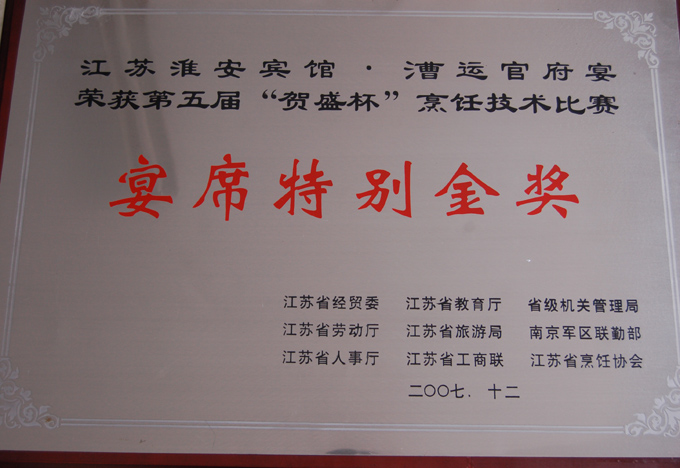 江苏淮安宾馆·漕运官府宴
荣获第五届“贺盛杯”烹饪技术比赛
宴席特别金奖
江苏省经贸委 江苏省教育厅 省级机关管理局
江苏省劳动厅 江苏省旅游局 南京军区联勤部
江苏省人事厅 江苏省工商联 江苏省烹饪协会
二〇〇七．十二